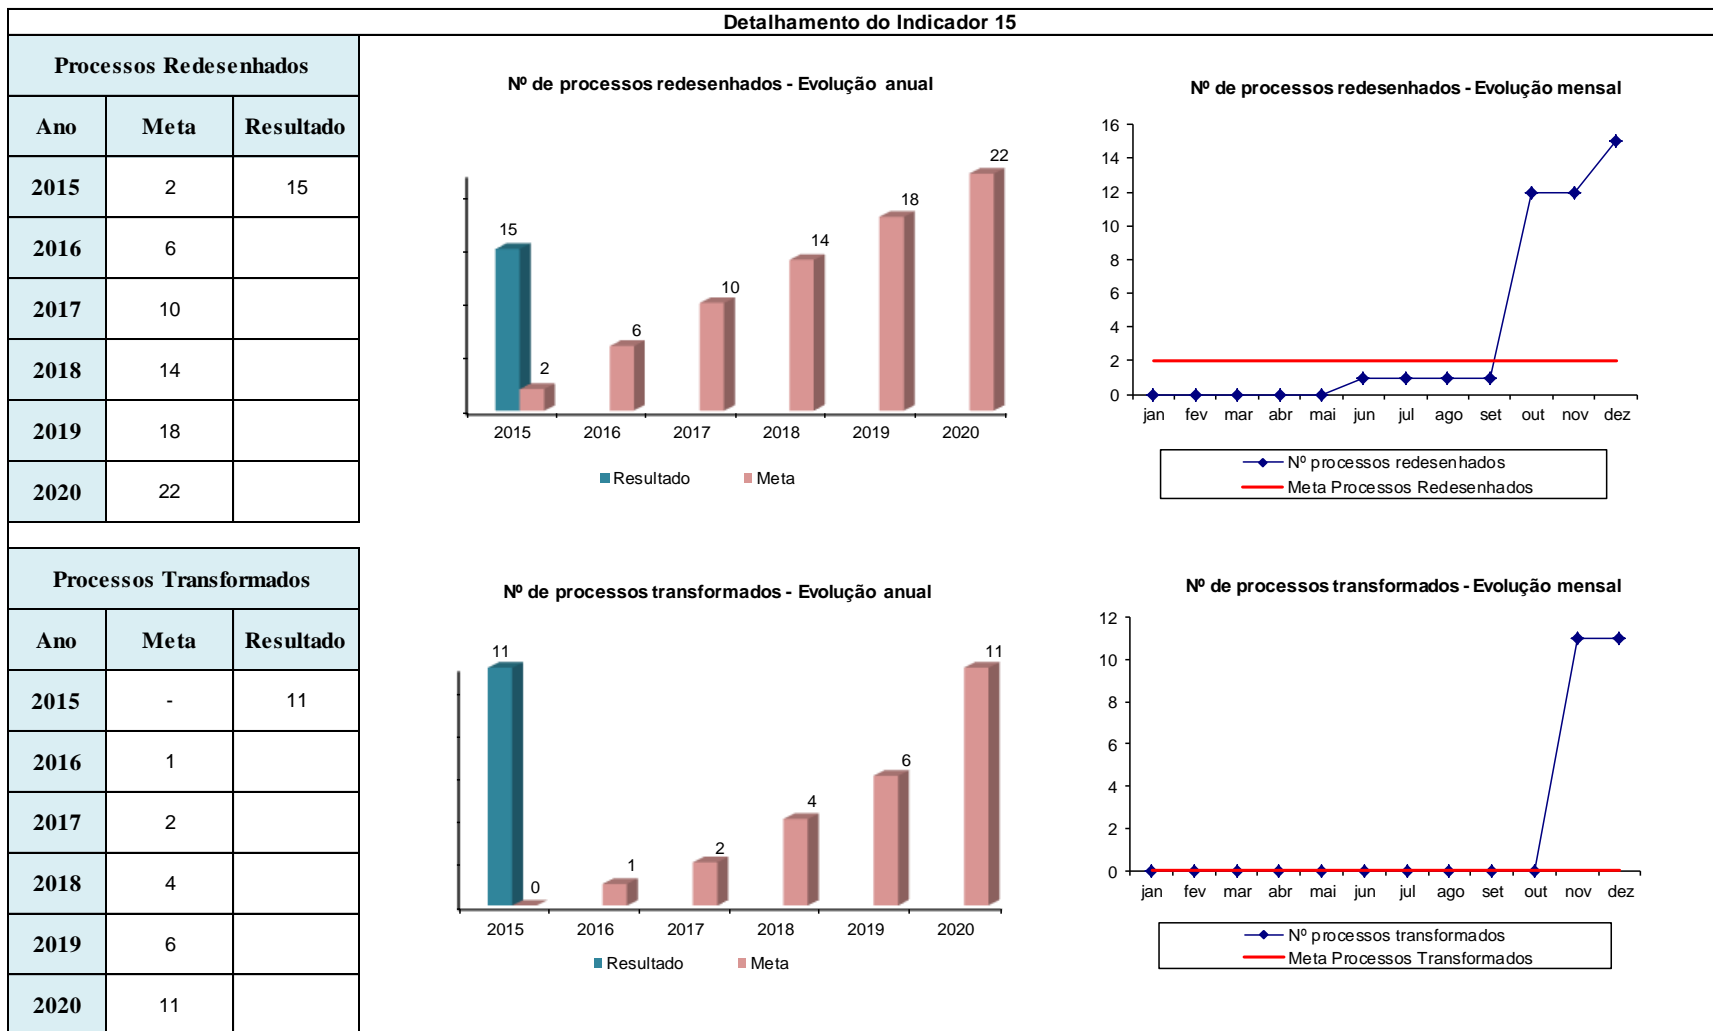 Detalhamento do Indicador 15
Processos Redesenhados
Ano Meta Resultado
2015 2 15
2016 6
2017 10
2018 14
2019 18
2020 22
Nº de processos redesenhados - Evolução anual
15 2 6 10 14 18 22
2015 2016 2017 2018 2019 2020
Resultado Meta
Nº de processos redesenhados - Evolução mensal
16
14
12
10
8
6
4
2
0
jan fev mar abr mai jun jul ago set out nov dez
Nº processos redesenhados
Meta Processos Redesenhados
Processos Transformados
Ano Meta Resultado
2015 - 11
2016 1
2017 2
2018 4
2019 6
2020 11
Nº de processos transformados - Evolução anual
11 0 1 2 4 6 11
2015 2016 2017 2018 2019 2020
Resultado Meta
Nº de processos transformados - Evolução mensal
12
10
8
6
4
2
0
jan fev mar abr mai jun jul ago set out nov dez
Nº processos transformados
Meta Processos Transformados